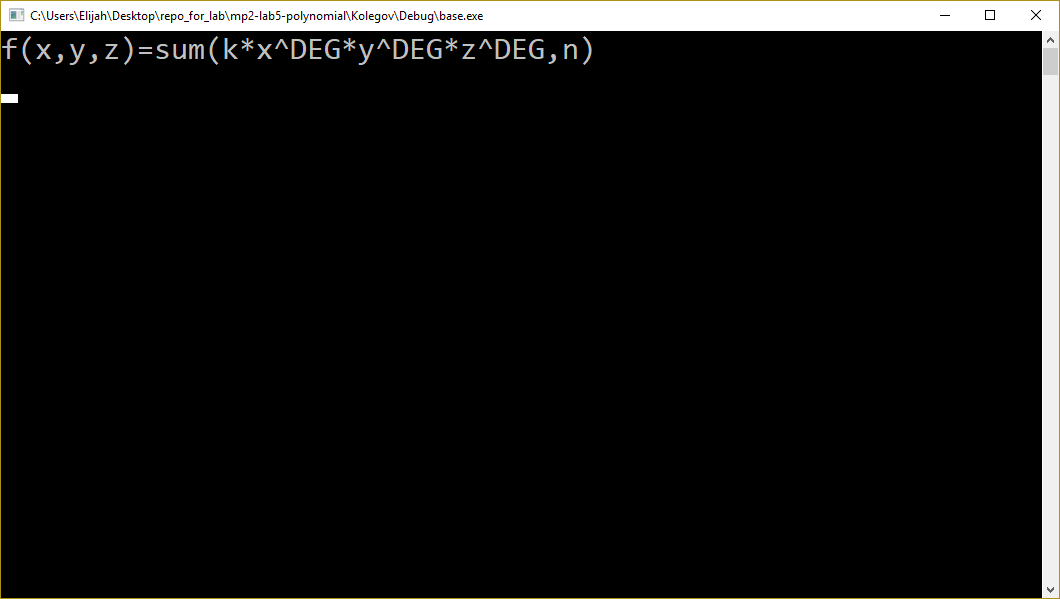 C:\Users\Elijah\Desktop\repo_for_lab\mp2-lab5-polynomial\Kolegov\Debug\base.exe
f(x,y,z)=sum(k*x^DEG*y^DEG*z^DEG,n)